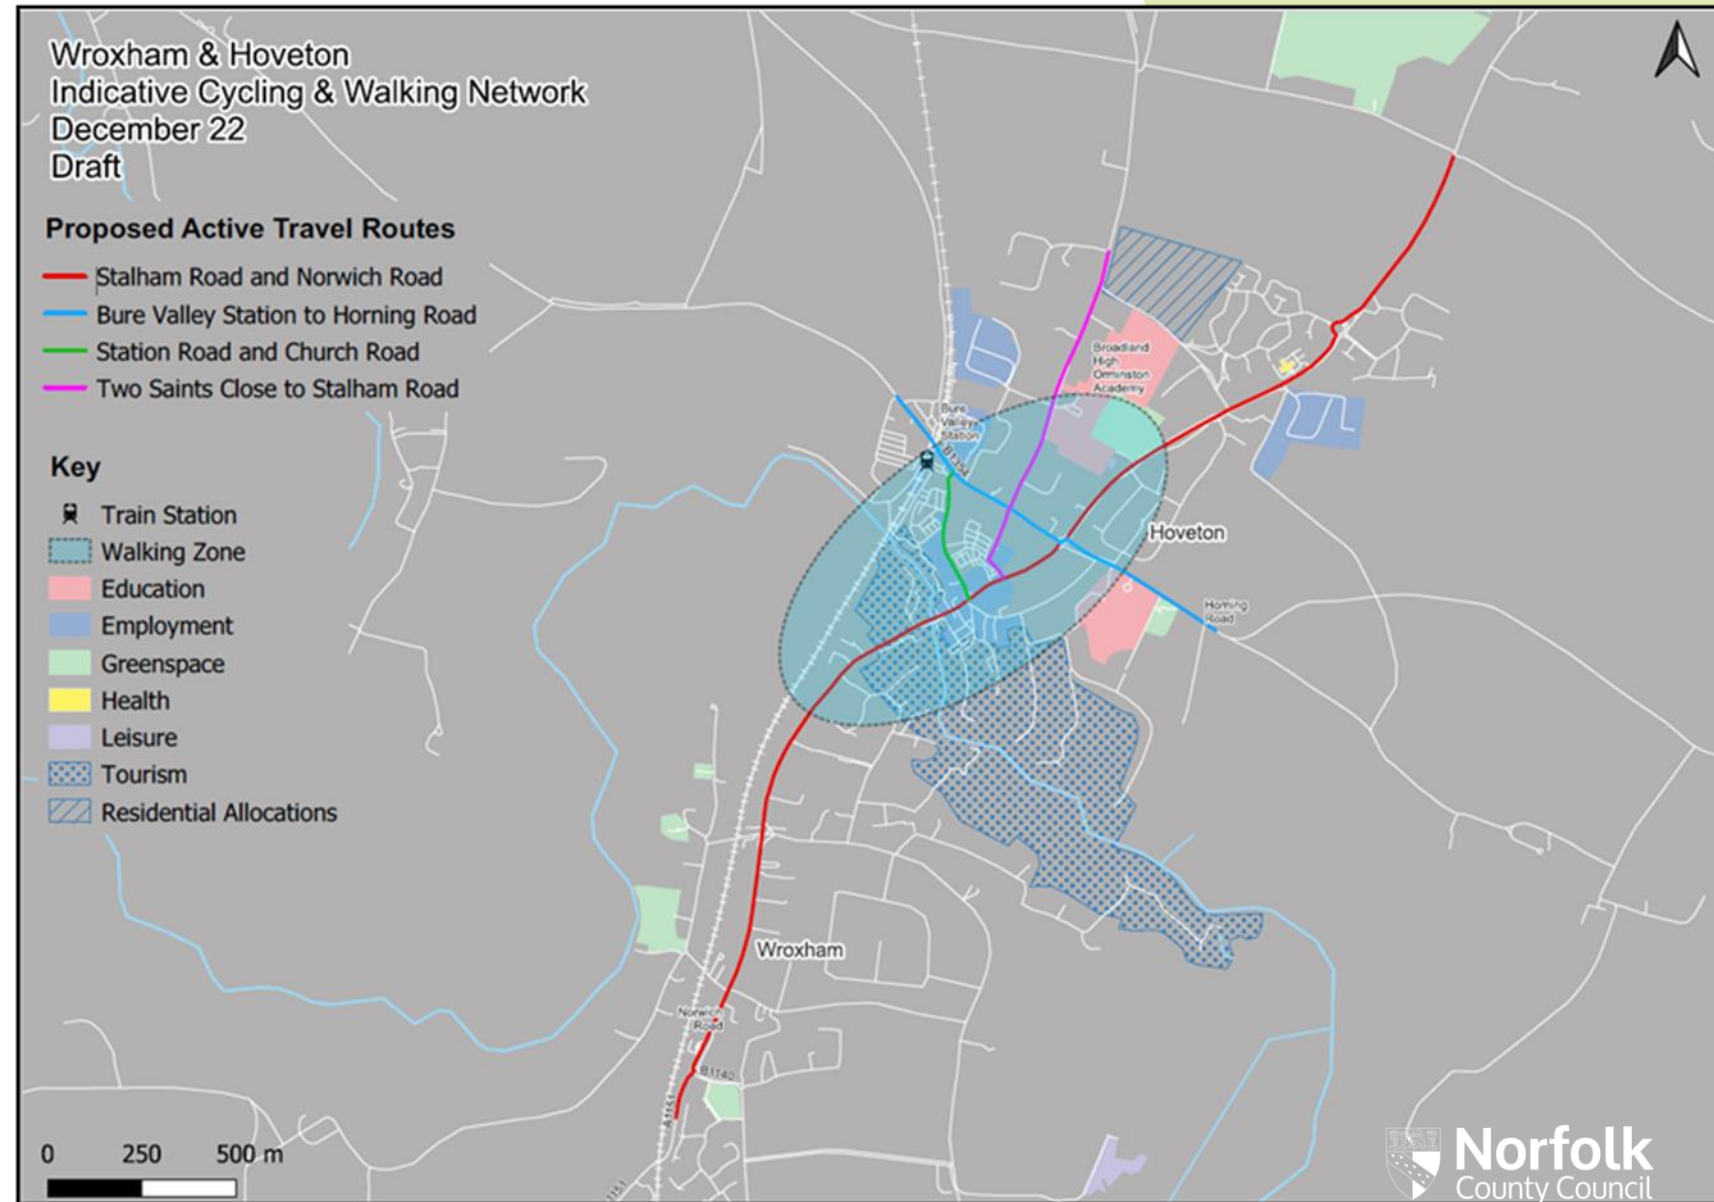 Wroxham & Hoveton
Indicative Cycling & Walking Network
December 22
Draft
Proposed Active Travel Routes
Stalham Road and Norwich Road
Bure Valley Station to Horning Road
Station Road and Church Road
Two Saints Close to Stalham Road
Key
Train Station
Walking Zone
Education
Employment
Greenspace
Health
Leisure
Tourism
Residential Allocations
Broadland
High
Orminston
Academy
Bure
Valley
Station
B1354
Hoveton
Horning
Road
Wroxham
Norwich
Road
B1140
A1151
0 250 500 m
Norfolk
County Council